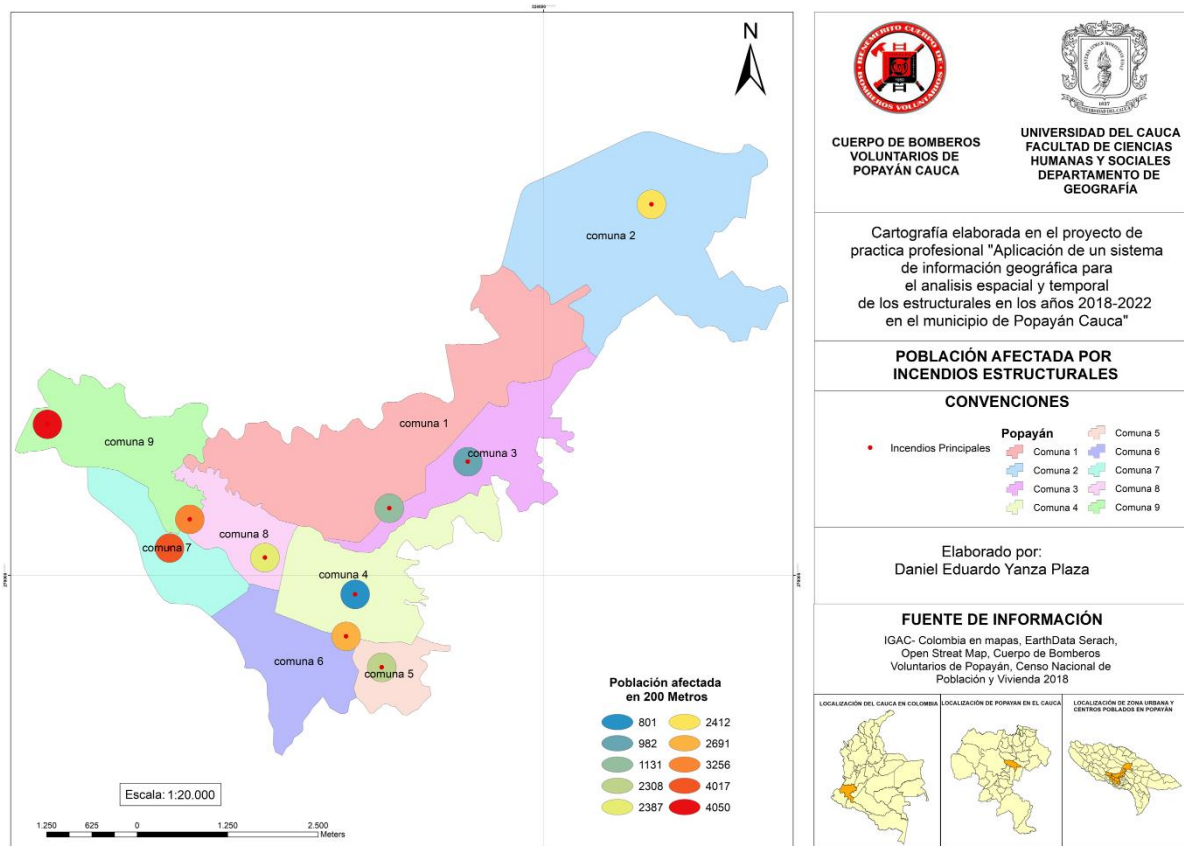 N
comuna 2
comuna 1
comuna 9
comuna 3
comuna 8
comuna 7
comuna 4
comuna 6
comuna 5
Población afectada
en 200 Metros
801
982
1131
2308
2387
2412
2691
3256
4017
4050
Escala: 1:20.000
1.250 625 0 1.250 2.500
Meters
BENEMERITO CUERPO DE
BOMBEROS VOLUNTARIOS
CUERPO DE BOMBEROS
VOLUNTARIOS DE
POPAYÁN CAUCA
1827
UNIVERSIDAD DEL CAUCA
UNIVERSIDAD DEL CAUCA
FACULTAD DE CIENCIAS
HUMANAS Y SOCIALES
DEPARTAMENTO DE
GEOGRAFÍA
Cartografía elaborada en el proyecto de
practica profesional "Aplicación de un sistema
de información geográfica para
el analisis espacial y temporal
de los estructurales en los años 2018-2022
en el municipio de Popayán Cauca"
POBLACIÓN AFECTADA POR
INCENDIOS ESTRUCTURALES
CONVENCIONES
Incendios Principales
Popayán
Comuna 1
Comuna 2
Comuna 3
Comuna 4
Comuna 5
Comuna 6
Comuna 7
Comuna 8
Comuna 9
Elaborado por:
Daniel Eduardo Yanza Plaza
FUENTE DE INFORMACIÓN
IGAC- Colombia en mapas, EarthData Serach,
Open Streat Map, Cuerpo de Bomberos
Voluntarios de Popayán, Censo Nacional de
Población y Vivienda 2018
LOCALIZACIÓN DEL CAUCA EN COLOMBIA
LOCALIZACIÓN DE POPAYAN EN EL CAUCA
LOCALIZACIÓN DE ZONA URBANA Y
CENTROS POBLADOS EN POPAYÁN